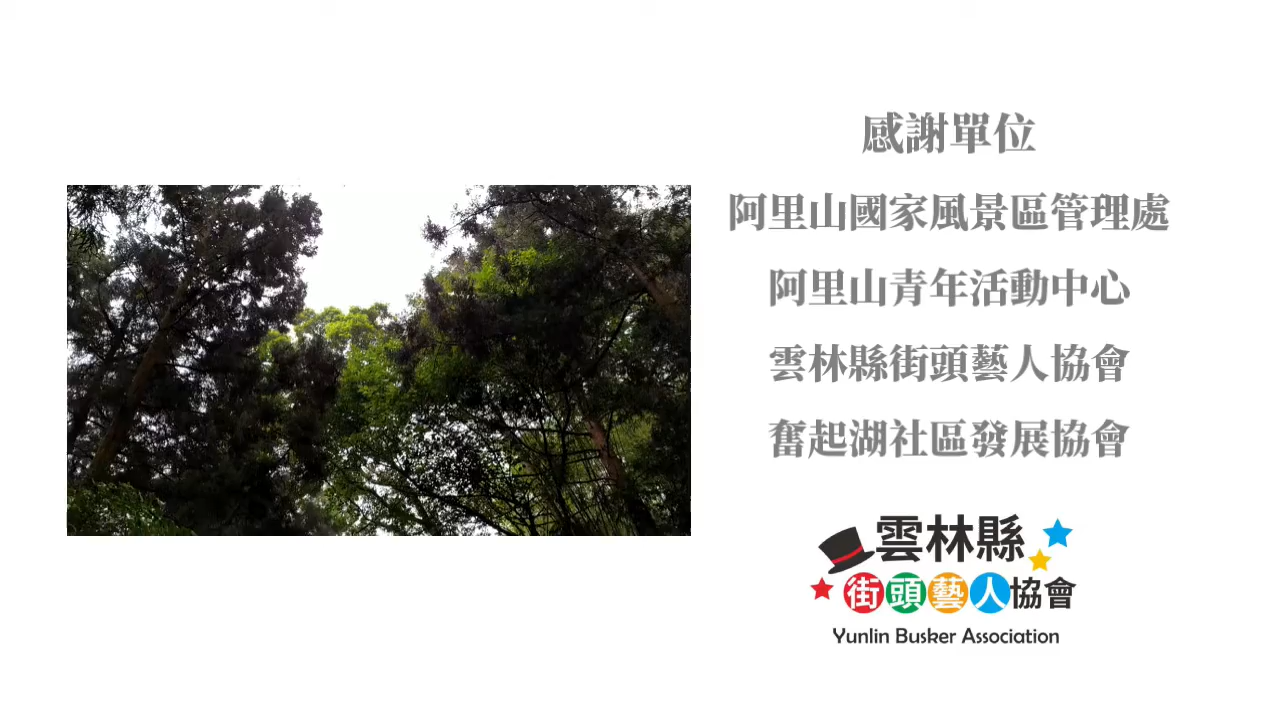 感謝單位
阿里山國家風景區管理處
阿里山青年活動中心
雲林縣街頭藝人協會
奮起湖社區發展協會
雲林縣
街頭藝人協會
Yunlin Busker Association